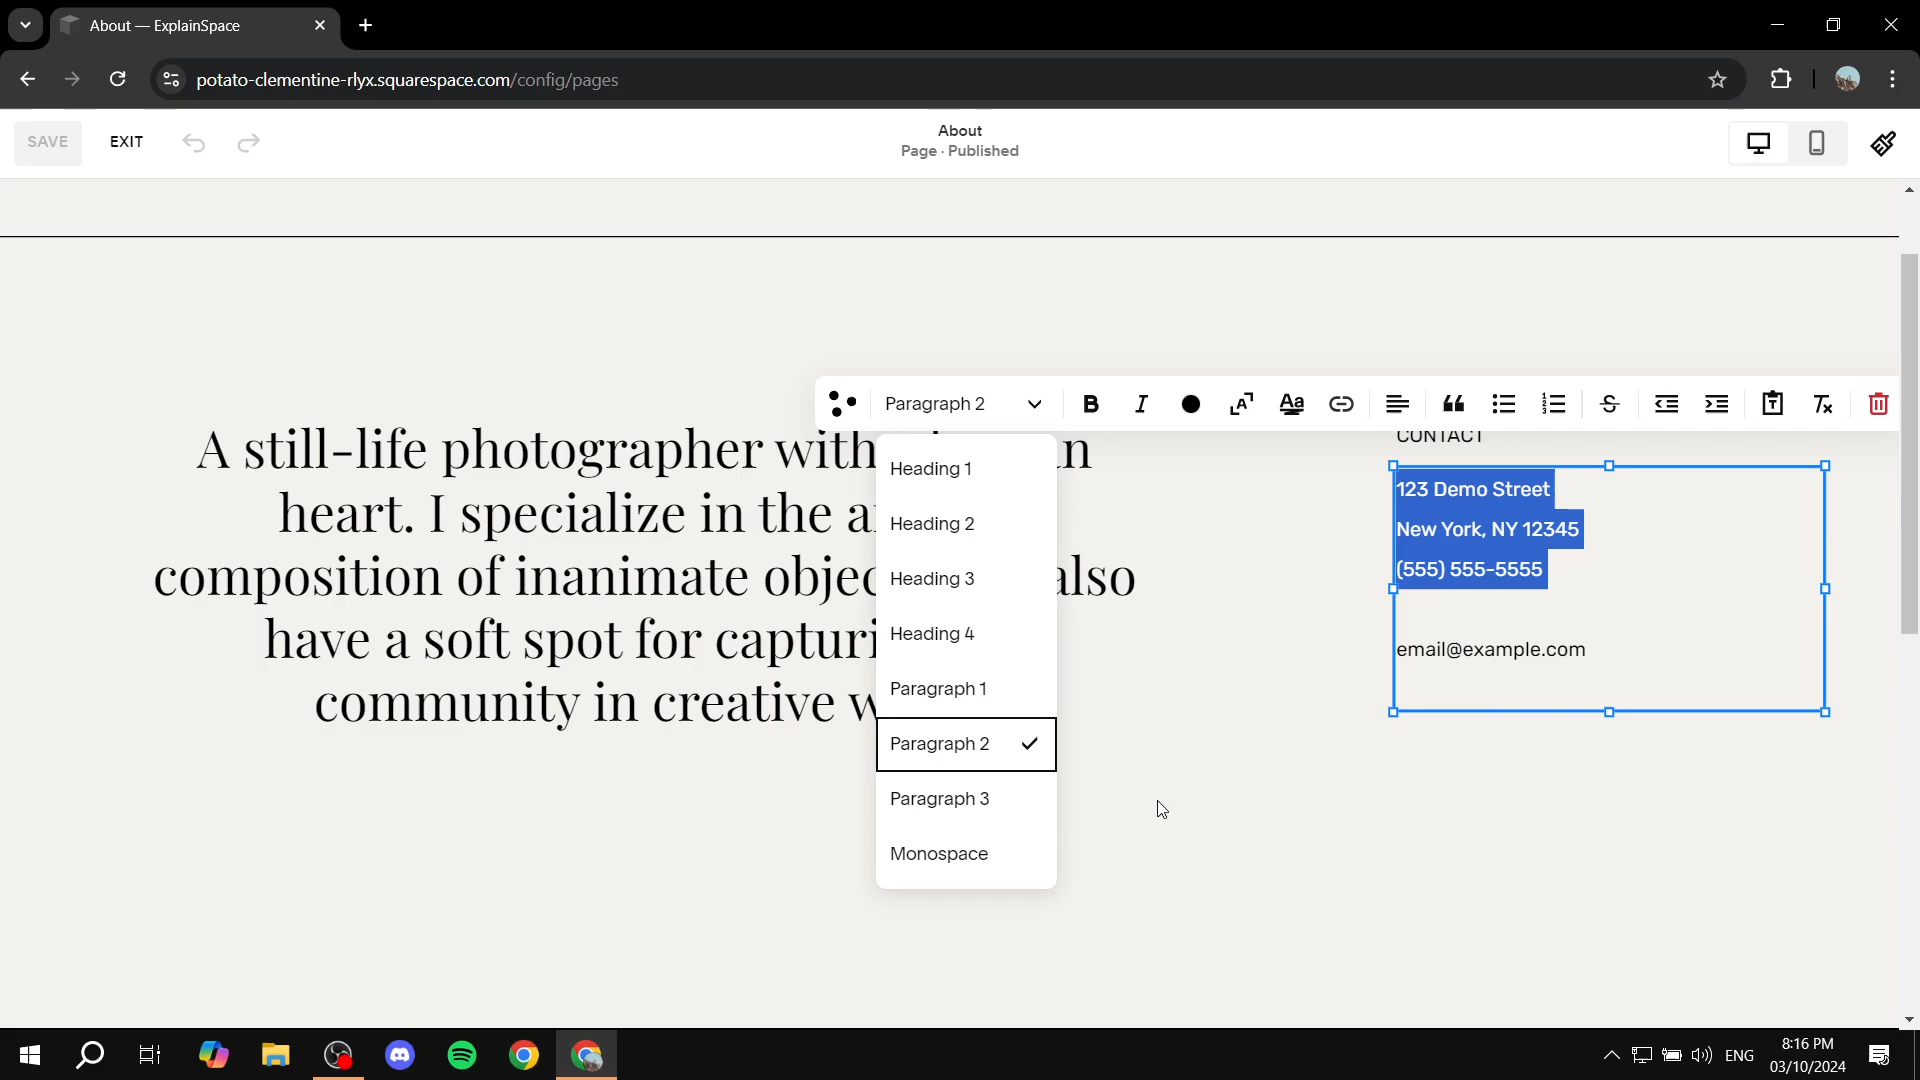 About — ExplainSpace
potato-clementine-rlyx.squarespace.com/config/pages
SAVE
EXIT
About
Page · Published
Paragraph 2
Heading 1
Heading 2
Heading 3
Heading 4
Paragraph 1
Paragraph 2
Paragraph 3
Monospace
A still-life photographer with
heart. I specialize in the
composition of inanimate also
have a soft spot for
community in creative
CONTACT
123 Demo Street
New York, NY 12345
(555) 555-5555
email@example.com
ENG
8:16 PM
03/10/2024